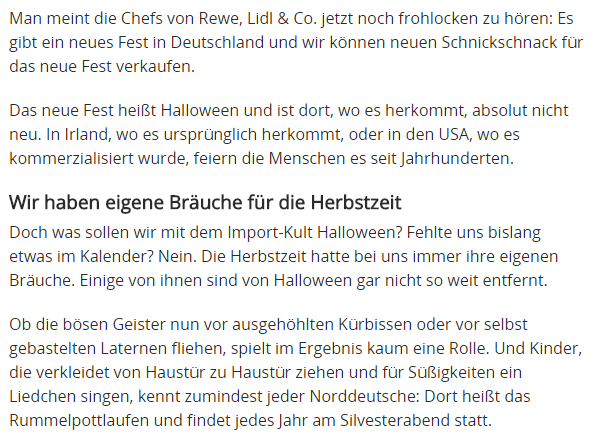 Man meint die Chefs von Rewe, Lidl & Co. jetzt noch frohlocken zu hören: Es
gibt ein neues Fest in Deutschland und wir können neuen Schnickschnack für
das neue Fest verkaufen.
Das neue Fest heißt Halloween und ist dort, wo es herkommt, absolut nicht
neu. In Irland, wo es ursprünglich herkommt, oder in den USA, wo es
kommerzialisiert wurde, feiern die Menschen es seit Jahrhunderten.
Wir haben eigene Bräuche für die Herbstzeit
Doch was sollen wir mit dem Import-Kult Halloween? Fehlte uns bislang
etwas im Kalender? Nein. Die Herbstzeit hatte bei uns immer ihre eigenen
Bräuche. Einige von ihnen sind von Halloween gar nicht so weit entfernt.
Ob die bösen Geister nun vor ausgehöhlten Kürbissen oder vor selbst
gebastelten Laternen fliehen, spielt im Ergebnis kaum eine Rolle. Und Kinder,
die verkleidet von Haustür zu Haustür ziehen und für Süßigkeiten ein
Liedchen singen, kennt zumindest jeder Norddeutsche: Dort heißt das
Rummelpottlaufen und findet jedes Jahr am Silvesterabend statt.